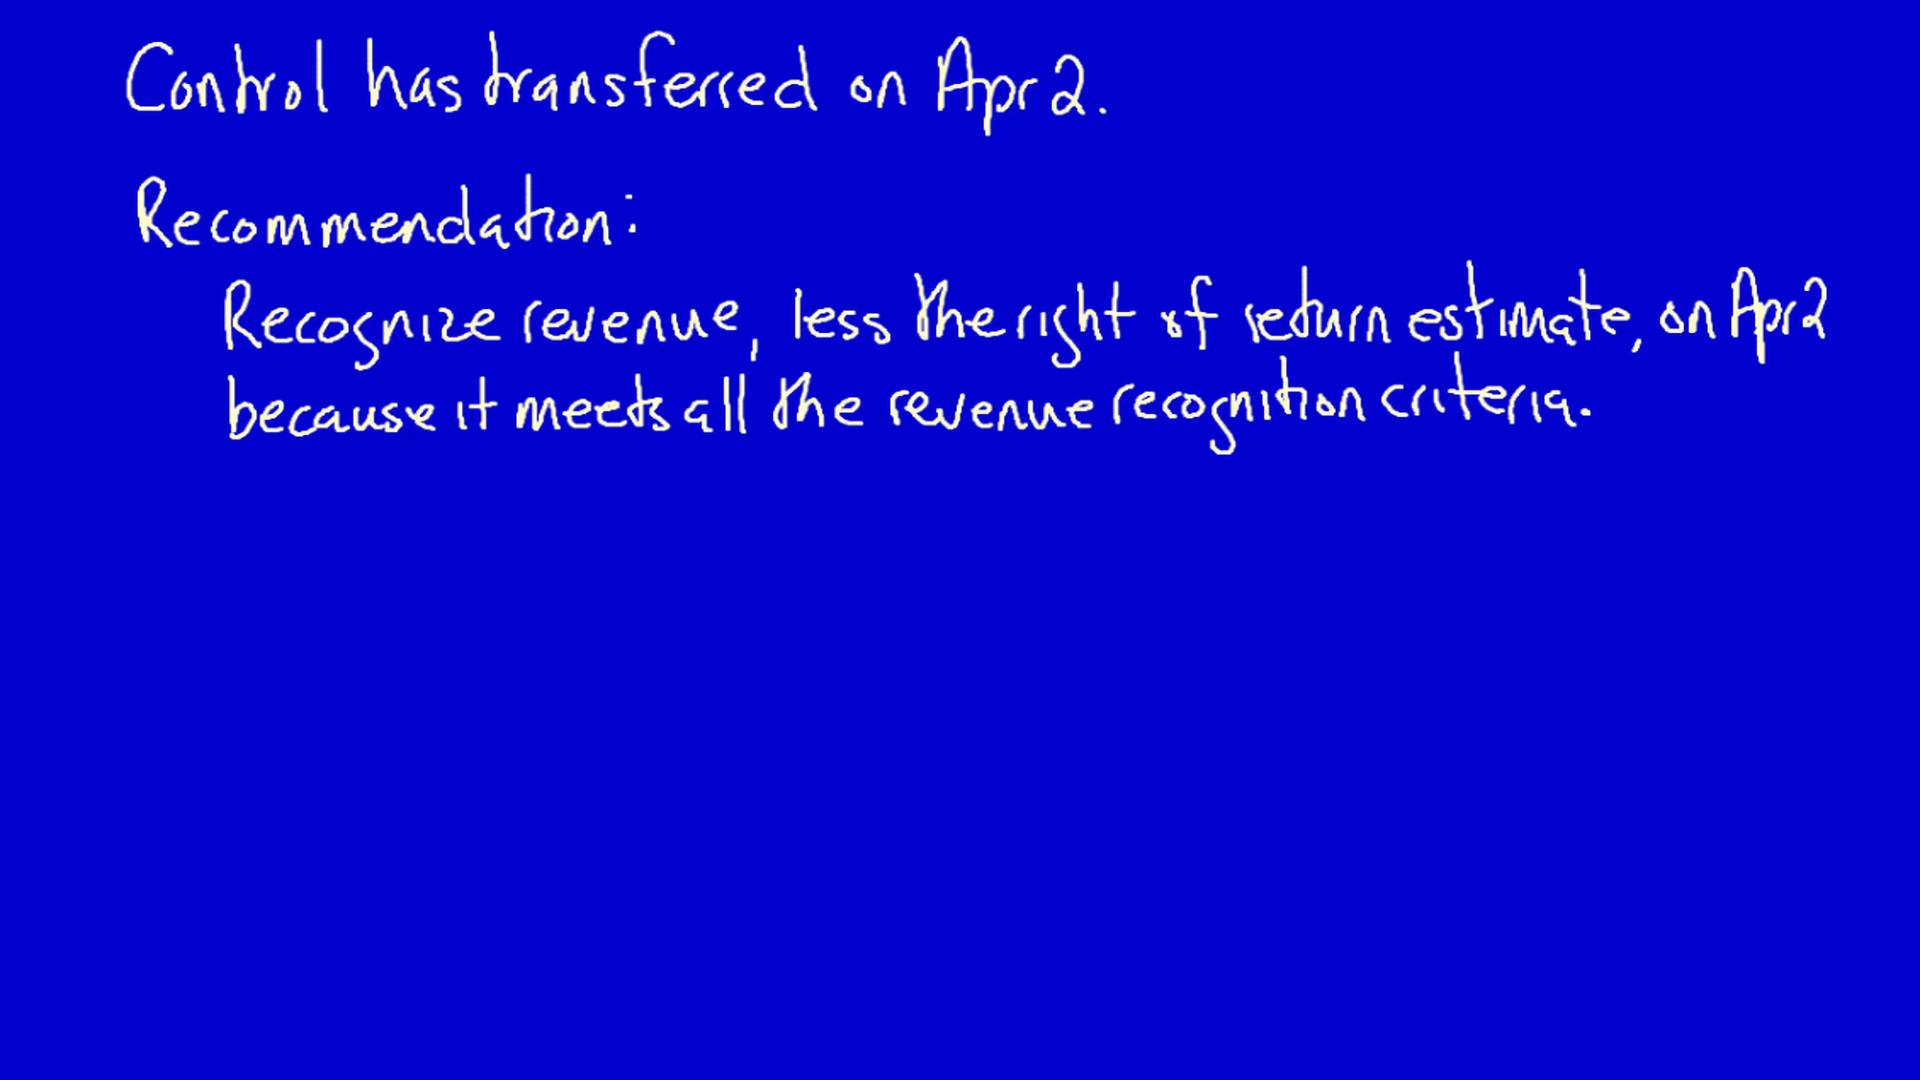 Control has transferred on Apr 2.
Recommendation:
Recognize revenue, less the right of return estimate, on Apr 2
because it meets all the revenue recognition criteria.